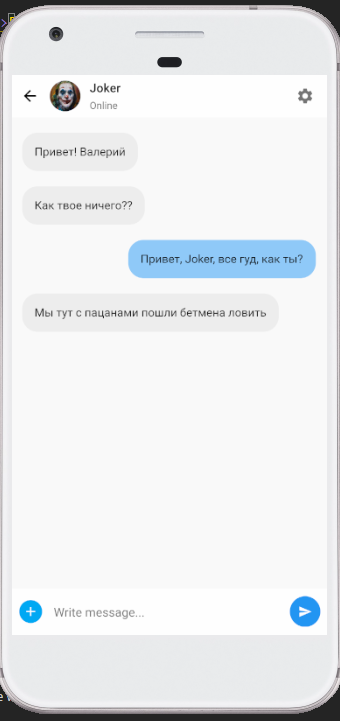 Joker
Online
Привет! Валерий
Как твое ничего??
Привет, Joker, все гуд, как ты?
Мы тут с пацанами пошли бетмена ловить
Write message...